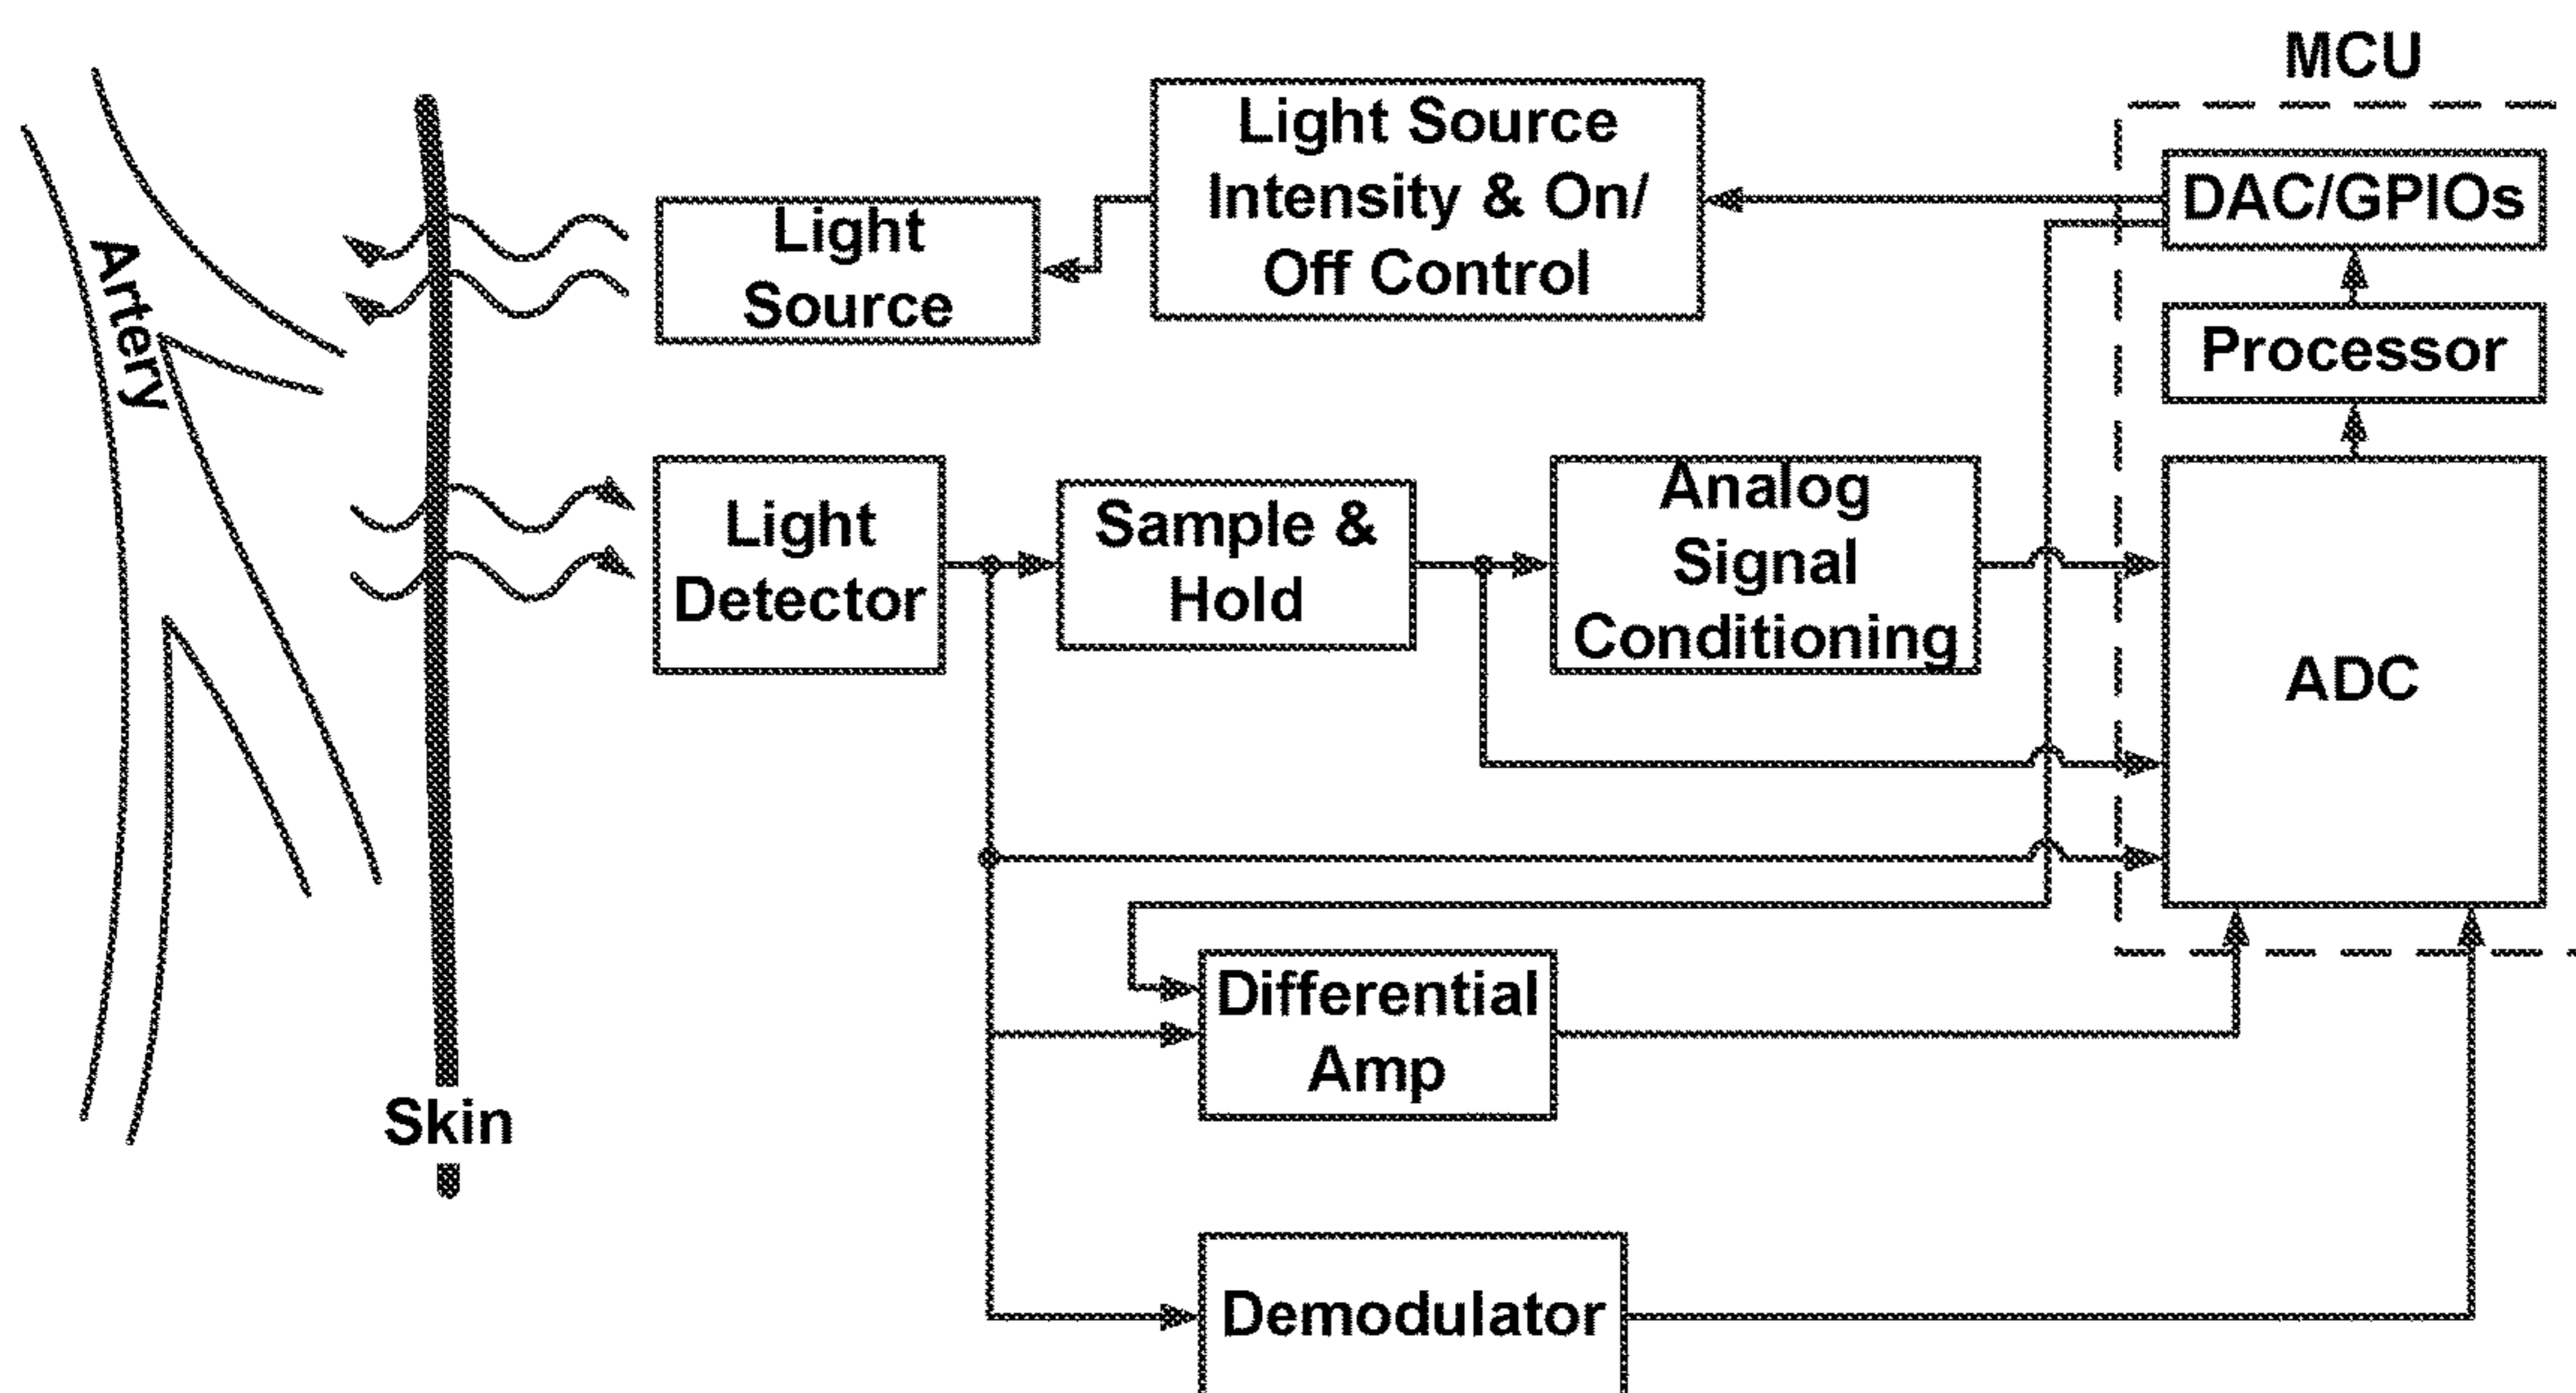 MCU
Light Source
Intensity & On/
Off Control
DAC/GPIOs
Light
Source
Artery
Processor
Light
Detector
Sample &
Hold
Analog
Signal
Conditioning
ADC
Differential
Amp
Skin
Demodulator